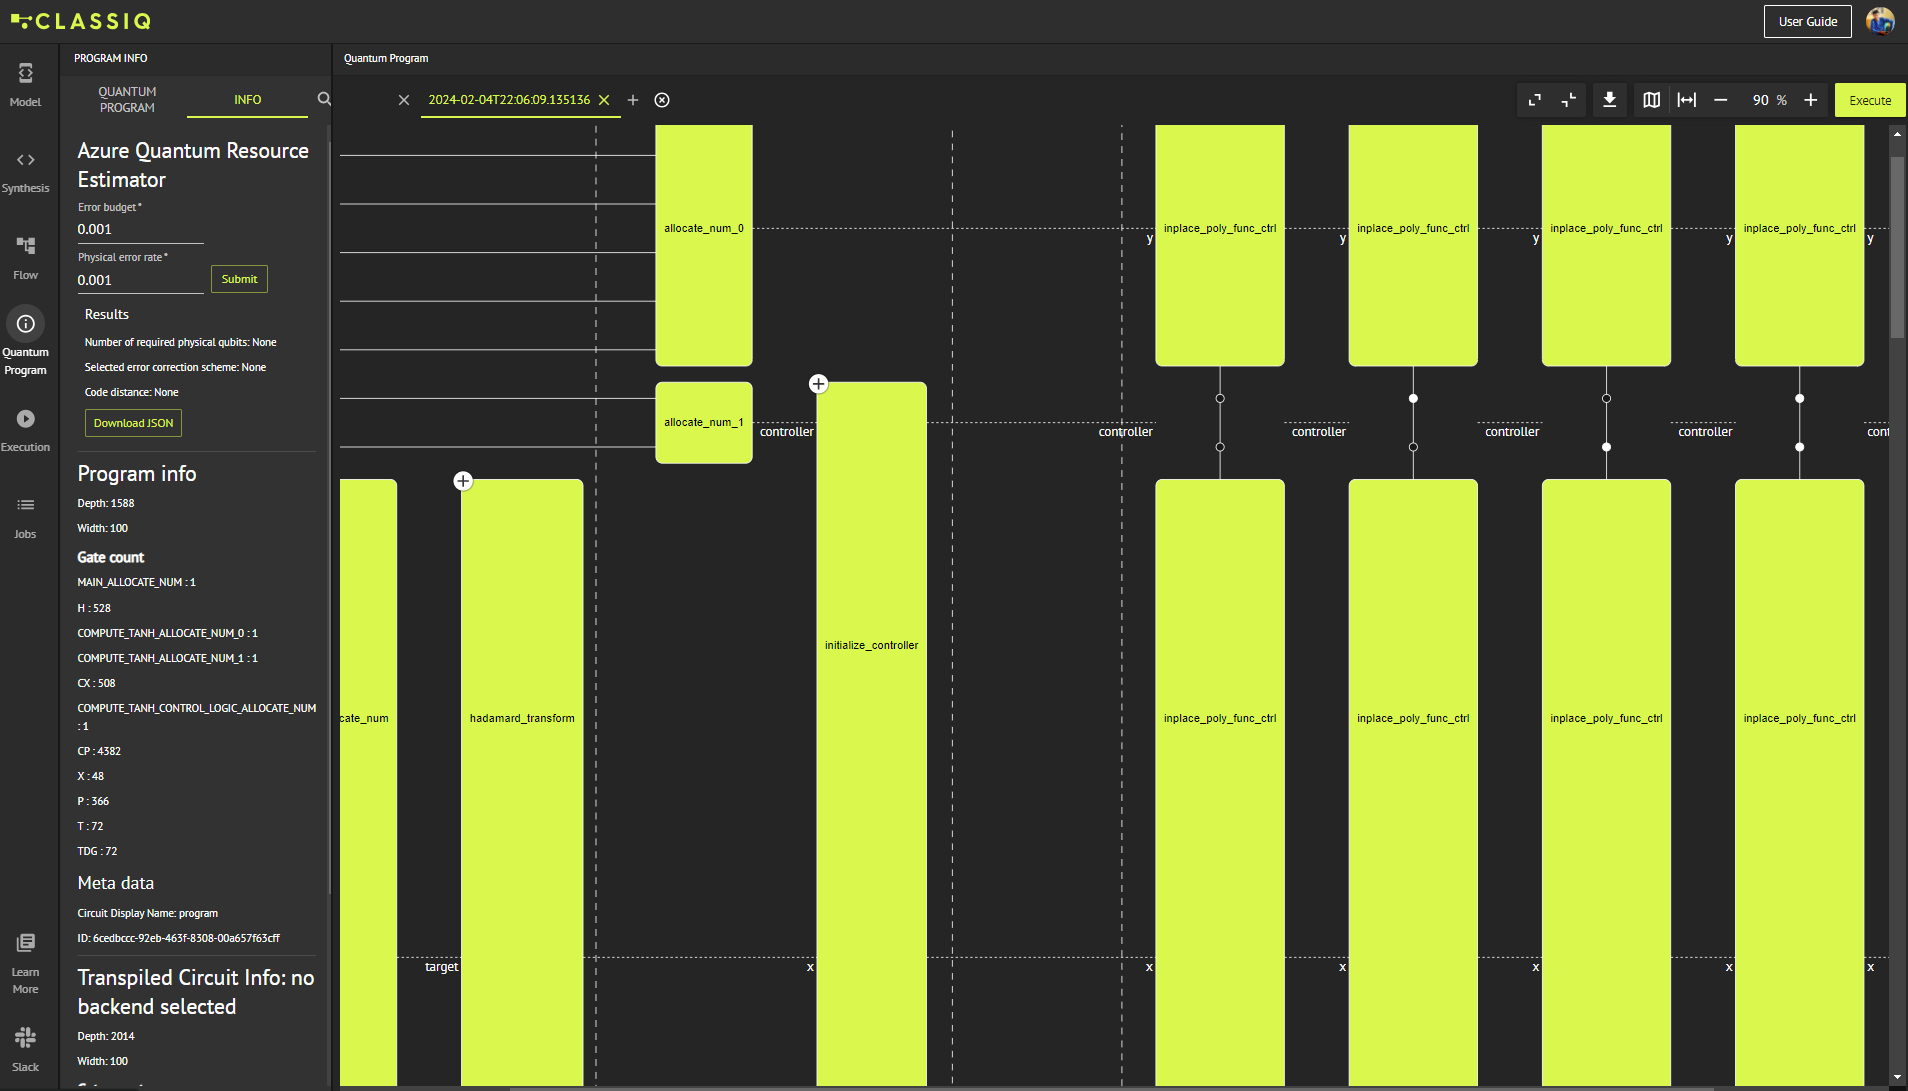 CLASSIQ
User Guide
PROGRAM INFO
Quantum Program
Model
Synthesis
Flow
Quantum
Program
Execution
Jobs
Learn
More
Slack
QUANTUM
PROGRAM
INFO
Azure Quantum Resource
Estimator
Error budget *
0.001
Physical error rate *
0.001
Submit
Results
Number of required physical qubits: None
Selected error correction scheme: None
Code distance: None
Download JSON
Program info
Depth: 1588
Width: 100
Gate count
MAIN_ALLOCATE_NUM : 1
H : 528
COMPUTE_TANH_ALLOCATE_NUM_0 : 1
COMPUTE_TANH_ALLOCATE_NUM_1 : 1
CX : 508
COMPUTE_TANH_CONTROL_LOGIC_ALLOCATE_NUM
: 1
CP : 4382
X : 48
P : 366
T : 72
TDG : 72
Meta data
Circuit Display Name: program
ID: 6cedbccc-92eb-463f-8308-00a657f63cff
Transpiled Circuit Info: no
backend selected
Depth: 2014
Width: 100
2024-02-04T22:06:09.135136
90 %
Execute
allocate_num_0
y
inplace_poly_func_ctrl
y
inplace_poly_func_ctrl
y
inplace_poly_func_ctrl
y
inplace_poly_func_ctrl
y
allocate_num_1
controller
controller
controller
controller
controller
cont
initialize_controller
cate_num
hadamard_transform
inplace_poly_func_ctrl
inplace_poly_func_ctrl
inplace_poly_func_ctrl
inplace_poly_func_ctrl
target
x
x
x
x
x
x